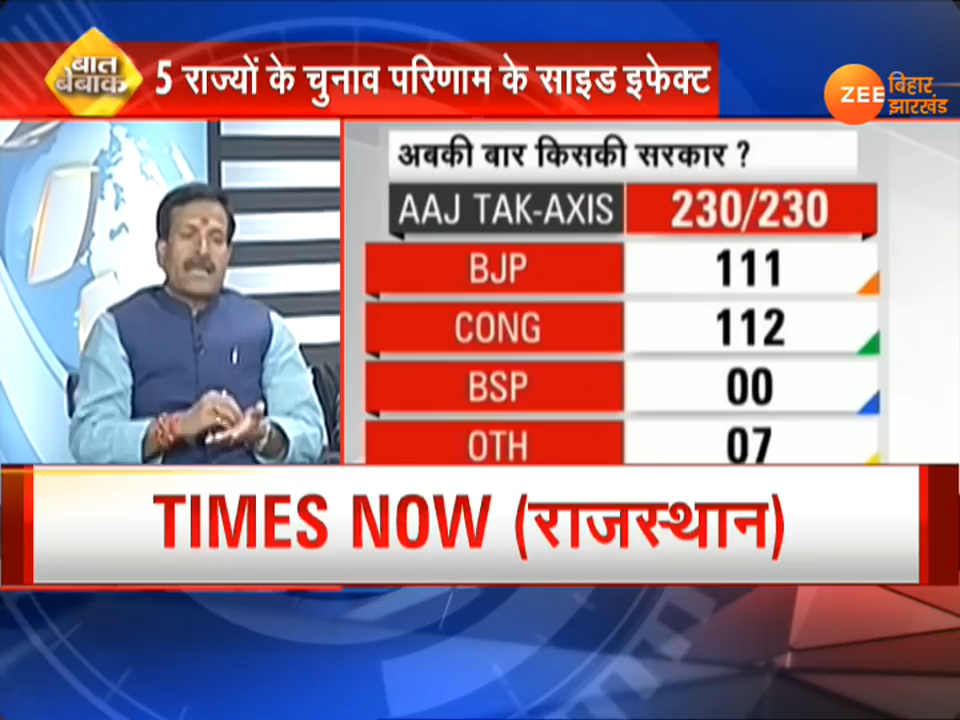 बात
बेबाक
5 राज्यों के चुनाव परिणाम के साइड इफेक्ट
ZEE बिहार झारखंड
अबकी बार किसकी सरकार ?
AAJ TAK-AXIS 230/230
BJP 111
CONG 112
BSP 00
OTH 07
TIMES NOW (राजस्थान)